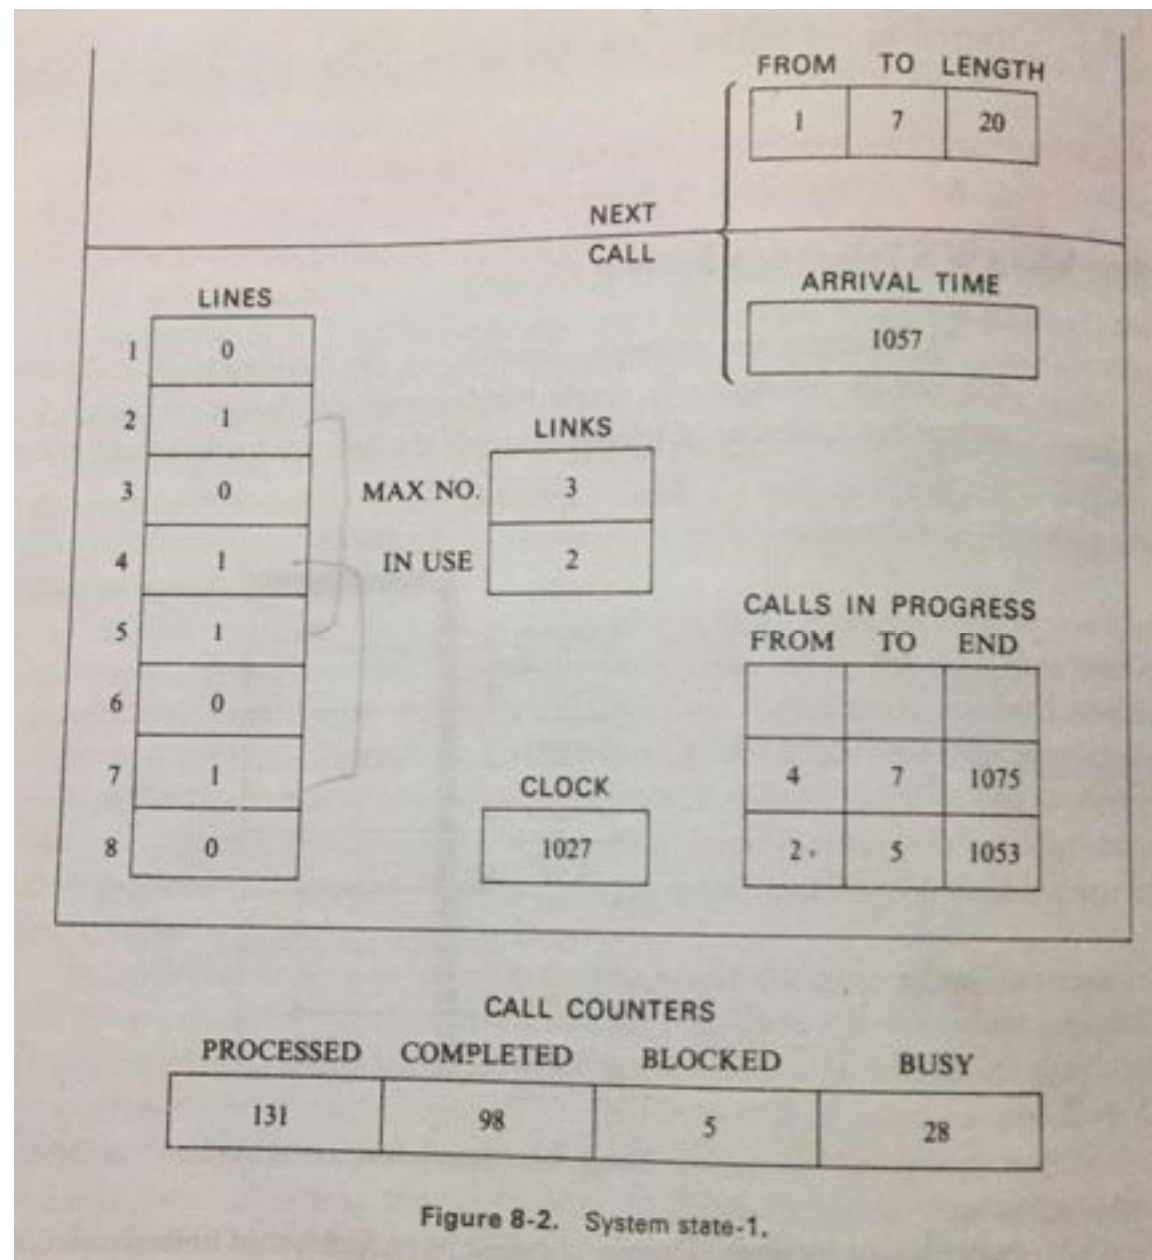 FROM TO LENGTH
1 7 20
NEXT
CALL
ARRIVAL TIME
1057
LINES
1 0
2 1
3 0
4 1
5 1
6 0
7 1
8 0
LINKS
MAX NO. 3
IN USE 2
CALLS IN PROGRESS
FROM TO END
4 7 1075
2 5 1053
CLOCK
1027
CALL COUNTERS
PROCESSED COMPLETED BLOCKED BUSY
131 98 5 28
Figure 8-2. System state-1.